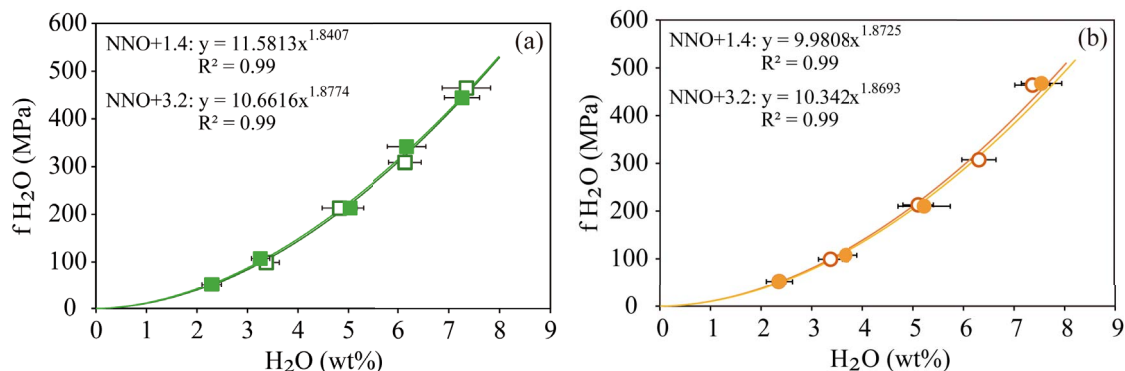 (a)
NNO+1.4: y = 11.5813x^1.8407
R² = 0.99
NNO+3.2: y = 10.6616x^1.8774
R² = 0.99
f H₂O (MPa)
600
500
400
300
200
100
0
0 1 2 3 4 5 6 7 8 9
H₂O (wt%)
(b)
NNO+1.4: y = 9.9808x^1.8725
R² = 0.99
NNO+3.2: y = 10.342x^1.8693
R² = 0.99
f H₂O (MPa)
600
500
400
300
200
100
0
0 1 2 3 4 5 6 7 8 9
H₂O (wt%)